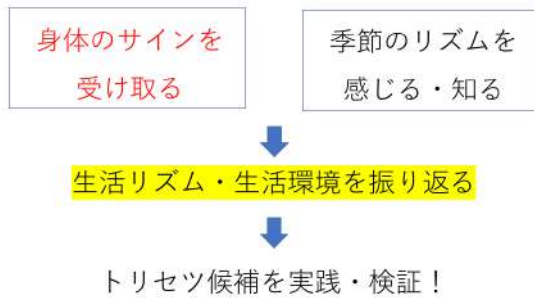 身体のサインを
受け取る
季節のリズムを
感じる・知る
生活リズム・生活環境を振り返る
トリセツ候補を実践・検証！